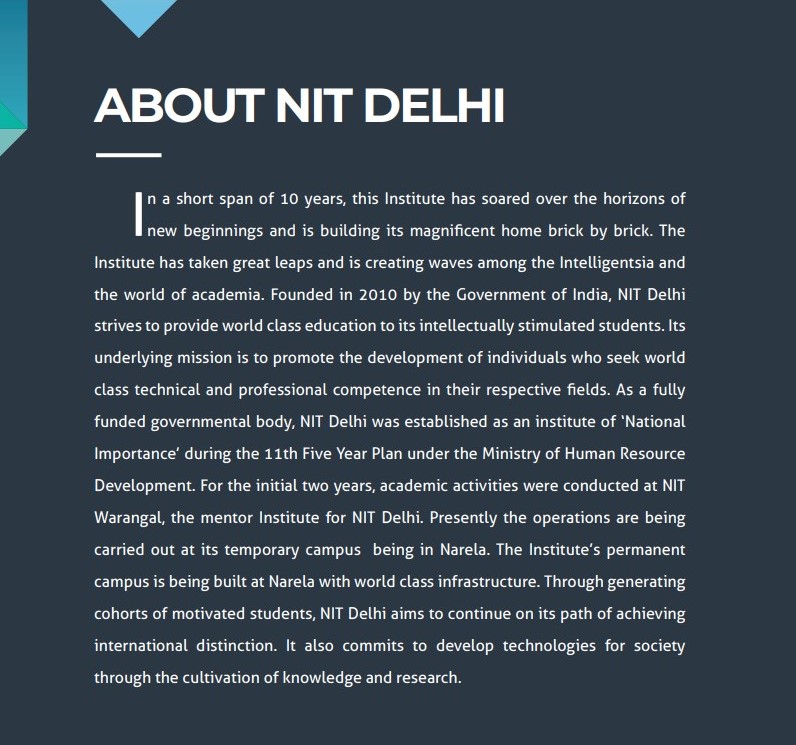 ABOUT NIT DELHI
In a short span of 10 years, this Institute has soared over the horizons of
new beginnings and is building its magnificent home brick by brick. The
Institute has taken great leaps and is creating waves among the Intelligentsia and
the world of academia. Founded in 2010 by the Government of India, NIT Delhi
strives to provide world class education to its intellectually stimulated students. Its
underlying mission is to promote the development of individuals who seek world
class technical and professional competence in their respective fields. As a fully
funded governmental body, NIT Delhi was established as an institute of ‘National
Importance’ during the 11th Five Year Plan under the Ministry of Human Resource
Development. For the initial two years, academic activities were conducted at NIT
Warangal, the mentor Institute for NIT Delhi. Presently the operations are being
carried out at its temporary campus being in Narela. The Institute’s permanent
campus is being built at Narela with world class infrastructure. Through generating
cohorts of motivated students, NIT Delhi aims to continue on its path of achieving
international distinction. It also commits to develop technologies for society
through the cultivation of knowledge and research.